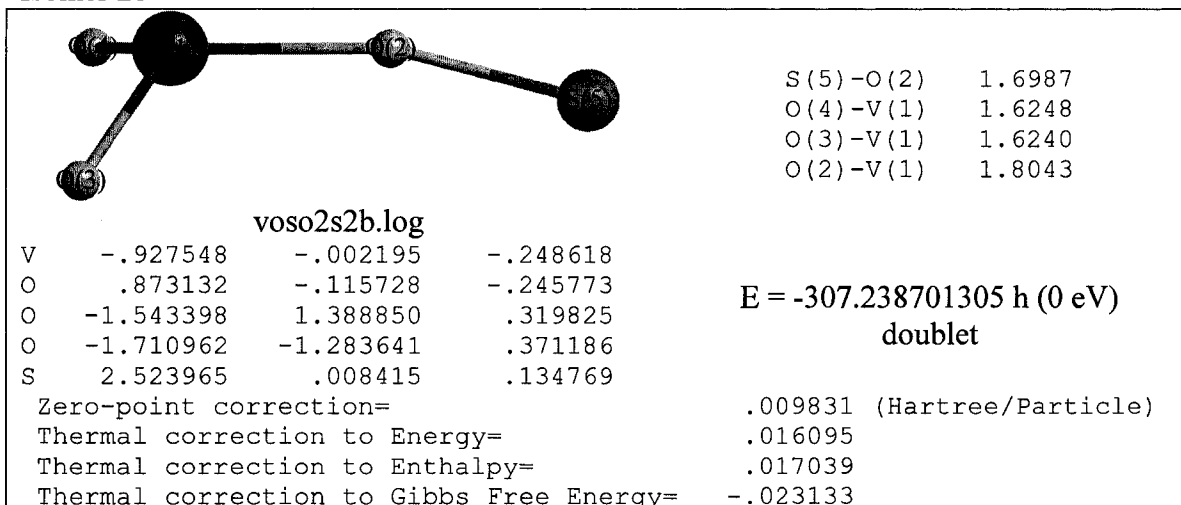 S(5)-O(2) 1.6987
O(4)-V(1) 1.6248
O(3)-V(1) 1.6240
O(2)-V(1) 1.8043
voso2s2b.log
V -.927548 -.002195 -.248618
O .873132 -.115728 -.245773
O -1.543398 1.388850 .319825
O -1.710962 -1.283641 .371186
S 2.523965 .008415 .134769
E = -307.238701305 h (0 eV)
doublet
Zero-point correction= .009831 (Hartree/Particle)
Thermal correction to Energy= .016095
Thermal correction to Enthalpy= .017039
Thermal correction to Gibbs Free Energy= -.023133